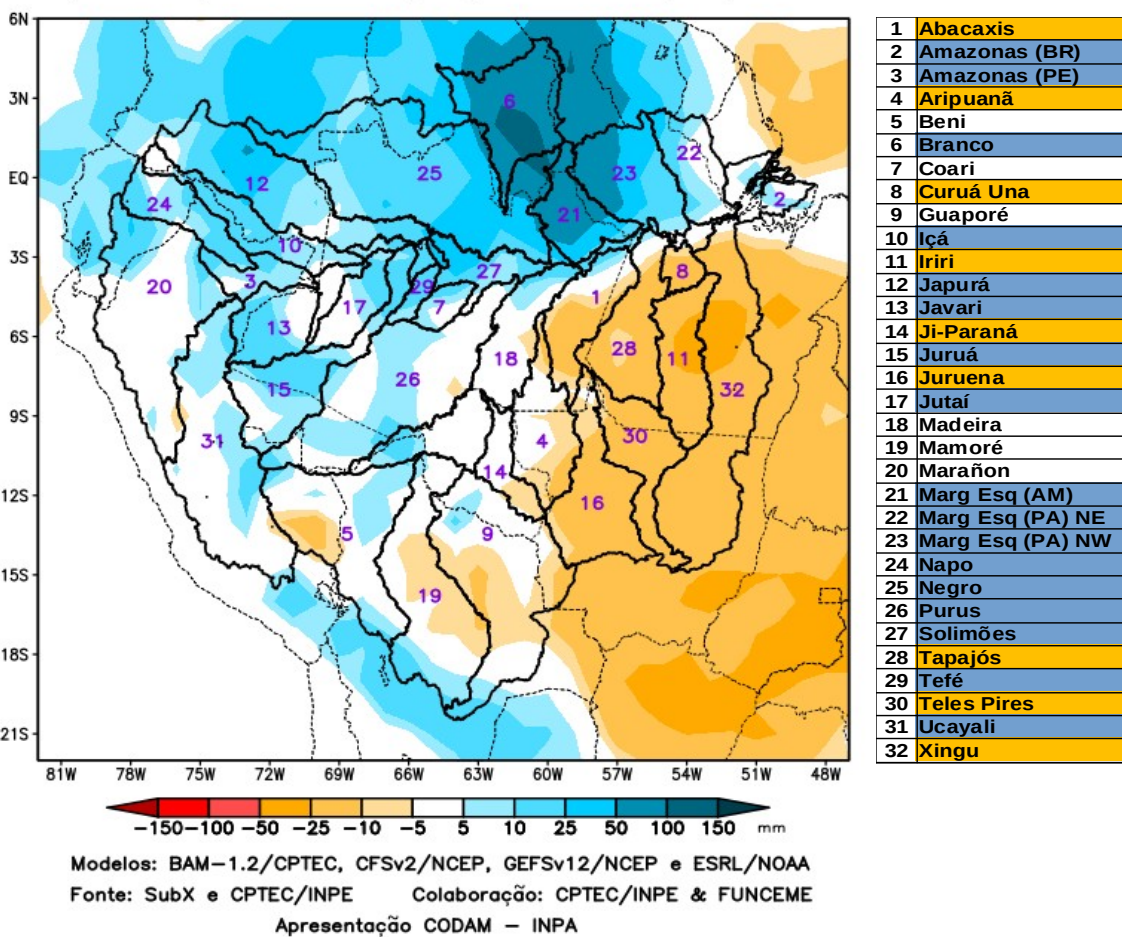 6N
3N
EQ
3S
6S
9S
12S
15S
18S
21S
81W 78W 75W 72W 69W 66W 63W 60W 57W 54W 51W 48W
6
22
25
23
12
2
24
21
10
27
20
3
29
8
1
17
7
13
28
11
18
26
15
32
30
31
4
14
16
5
9
19
-150 -100 -50 -25 -10 -5 5 10 25 50 100 150 mm
Modelos: BAM-1.2/CPTEC, CFSv2/NCEP, GEFSv12/NCEP e ESRL/NOAA
Fonte: SubX e CPTEC/INPE Colaboração: CPTEC/INPE & FUNCEME
Apresentação CODAM - INPA
1 Abacaxis
2 Amazonas (BR)
3 Amazonas (PE)
4 Aripuanã
5 Beni
6 Branco
7 Coari
8 Curuá Una
9 Guaporé
10 Içá
11 Iriri
12 Japurá
13 Javari
14 Ji-Paraná
15 Juruá
16 Juruena
17 Jutaí
18 Madeira
19 Mamoré
20 Marañon
21 Marg Esq (AM)
22 Marg Esq (PA) NE
23 Marg Esq (PA) NW
24 Napo
25 Negro
26 Purus
27 Solimões
28 Tapajós
29 Tefé
30 Teles Pires
31 Ucayali
32 Xingu